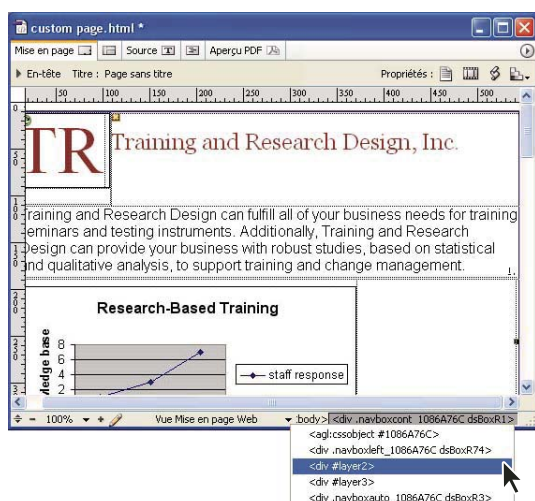 custom page.html *
Mise en page Source Aperçu PDF
En-tête Titre : Page sans titre Propriétés :
50 100 150 200 250 300 350 400 450 500
TR Training and Research Design, Inc.
Training and Research Design can fulfill all of your business needs for training
seminars and testing instruments. Additionally, Training and Research
Design can provide your business with robust studies, based on statistical
and qualitative analysis, to support training and change management.
1.
Research-Based Training
8
6
4
2
staff response
100% Vue Mise en page Web :body> <div .navboxcont_1086A76C dsBoxR1>
<agl:cssobject #1086A76C>
<div .navboxleft_1086A76C dsBoxR74>
<div #layer2>
<div #layer3>
<div .navboxauto_1086A76C dsBoxR3>